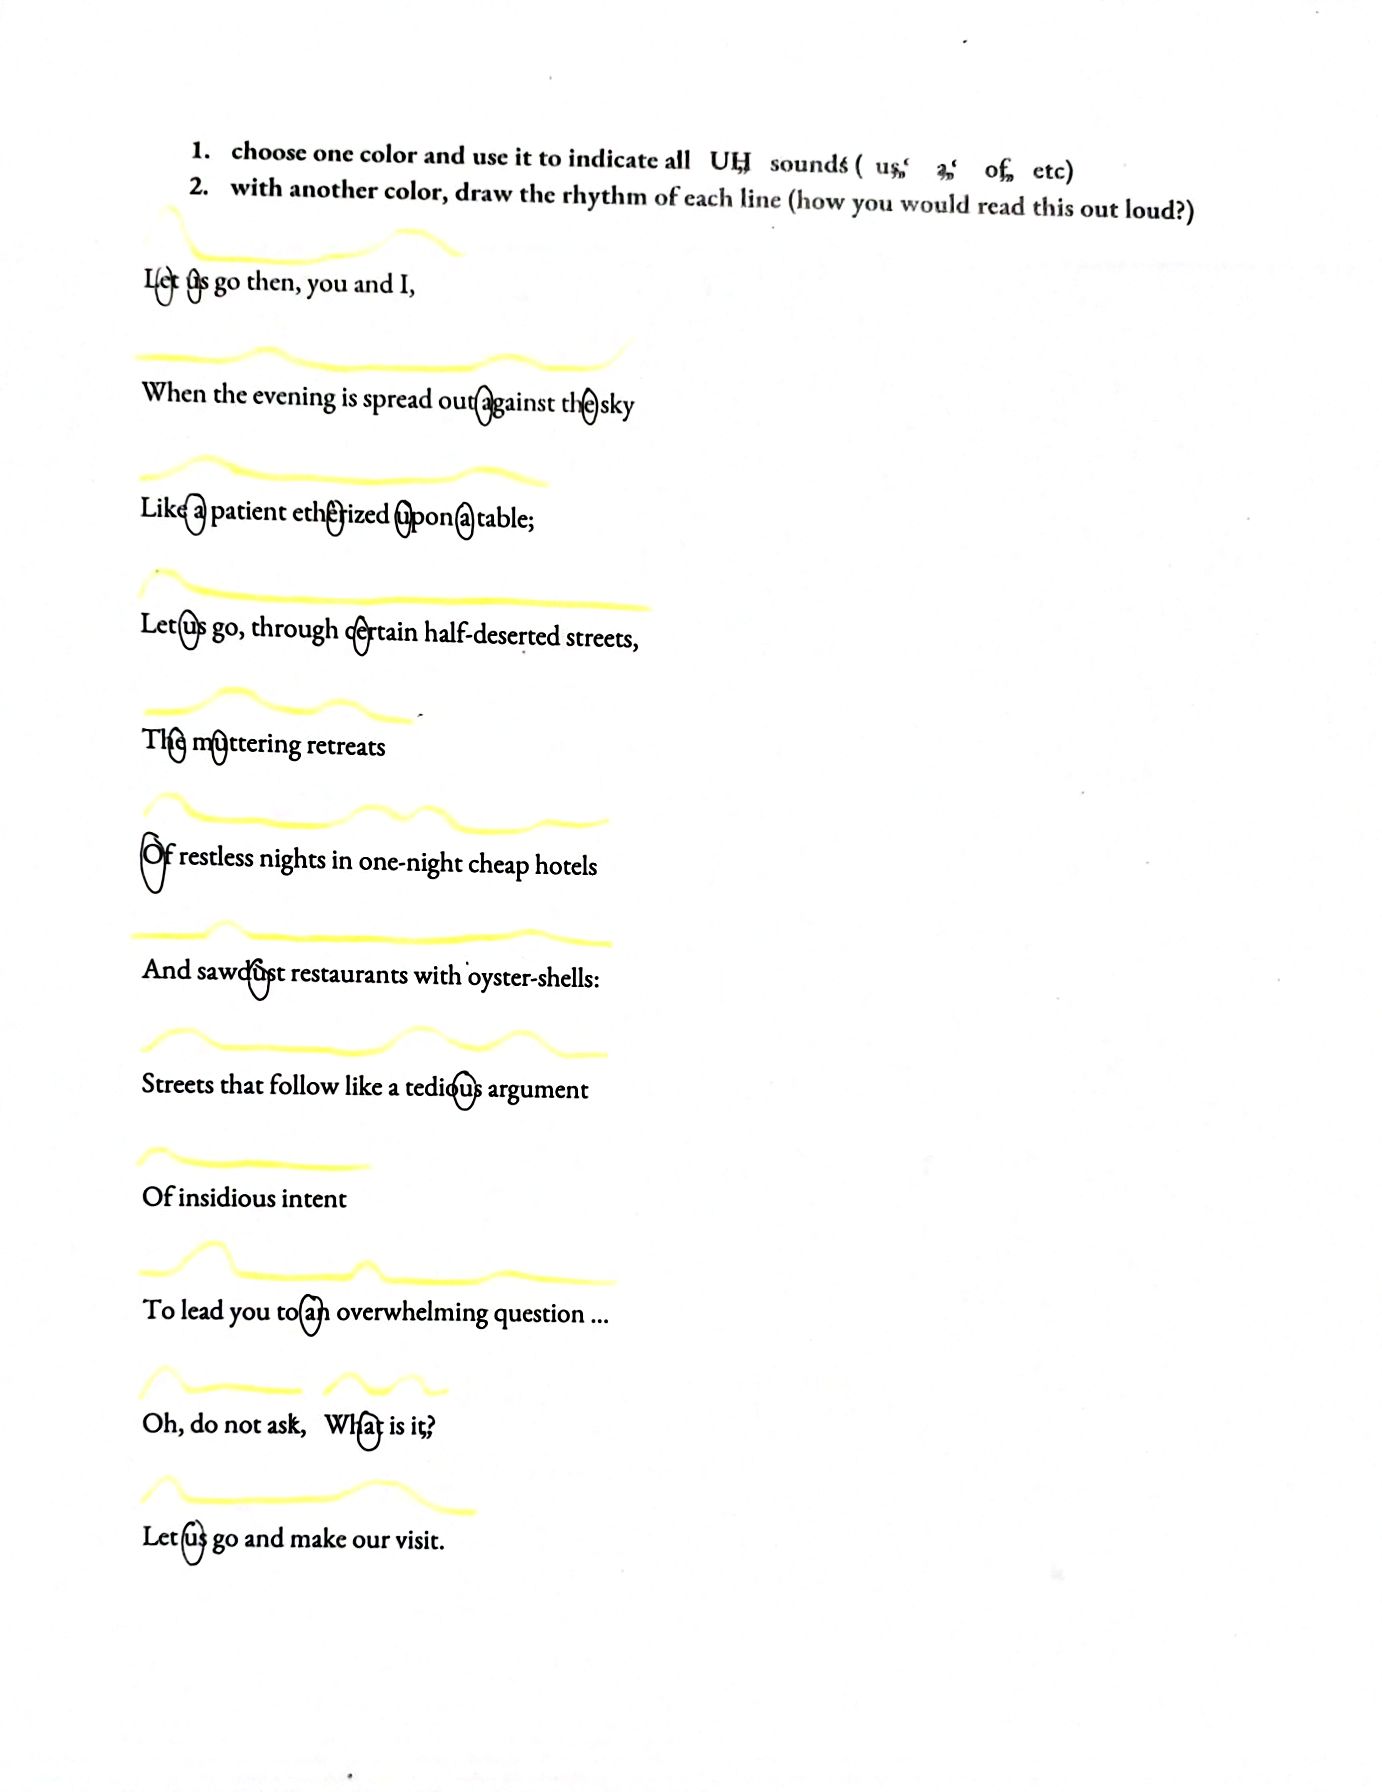 1. choose one color and use it to indicate all "UH" sounds ( "us" "a" "of" etc)
2. with another color, draw the rhythm of each line (how you would read this out loud?)
Let us go then, you and I,
When the evening is spread out against the sky
Like a patient etherized upon a table;
Let us go, through certain half-deserted streets,
The muttering retreats
Of restless nights in one-night cheap hotels
And sawdust restaurants with oyster-shells:
Streets that follow like a tedious argument
Of insidious intent
To lead you to an overwhelming question ...
Oh, do not ask, "What is it?"
Let us go and make our visit.